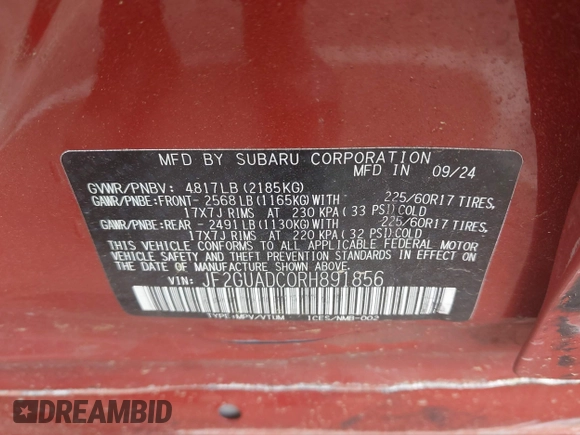 MFD BY SUBARU CORPORATION
MFD IN 09/24
GVWR/PNBV: 4817LB(2185KG)
GAWR/PNBE:FRONT- 2568LB(1165KG)WITH 225/60R17 TIRES,
17X7J RIMS AT 230 KPA(33 PSI)COLD
GAWR/PNBE:REAR - 2491LB(1130KG)WITH 225/60R17 TIRES,
17X7J RIMS AT 220 KPA(32 PSI)COLD
THIS VEHICLE CONFORMS TO ALL APPLICABLE FEDERAL MOTOR
VEHICLE SAFETY AND THEFT PREVENTION STANDARDS IN EFFECT ON
THE DATE OF MANUFACTURE SHOWN ABOVE.
VIN: JF2GUADC0RH891856
TYPE:MPV/VTUM ICES/NMB-002
DREAMBID